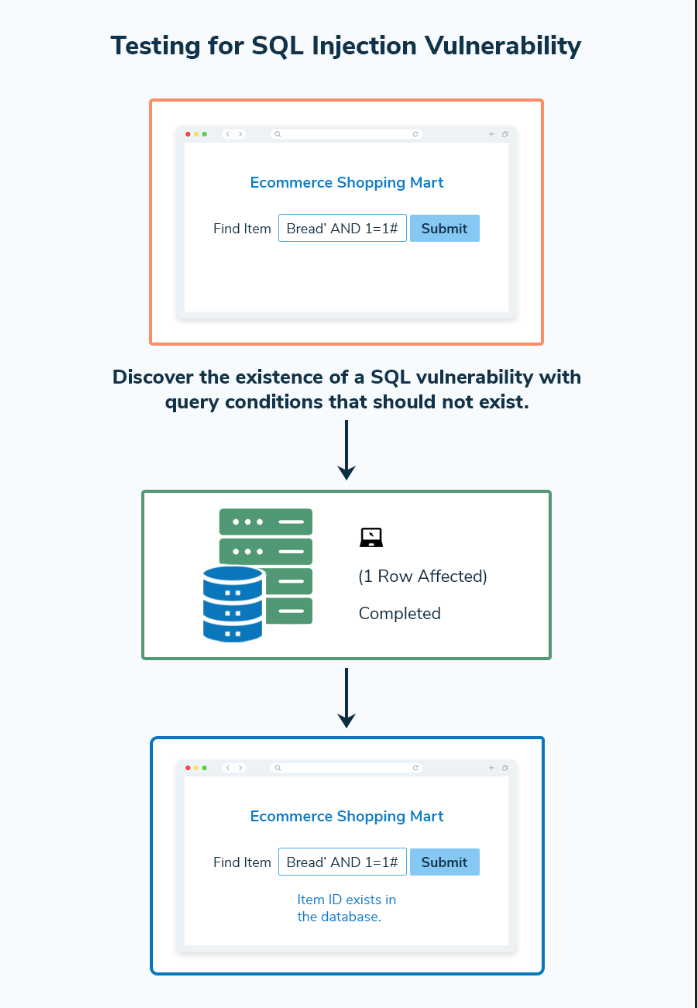 Testing for SQL Injection Vulnerability
Ecommerce Shopping Mart
Find Item Bread’ AND 1=1# Submit
Discover the existence of a SQL vulnerability with
query conditions that should not exist.
(1 Row Affected)
Completed
Ecommerce Shopping Mart
Find Item Bread’ AND 1=1# Submit
Item ID exists in
the database.